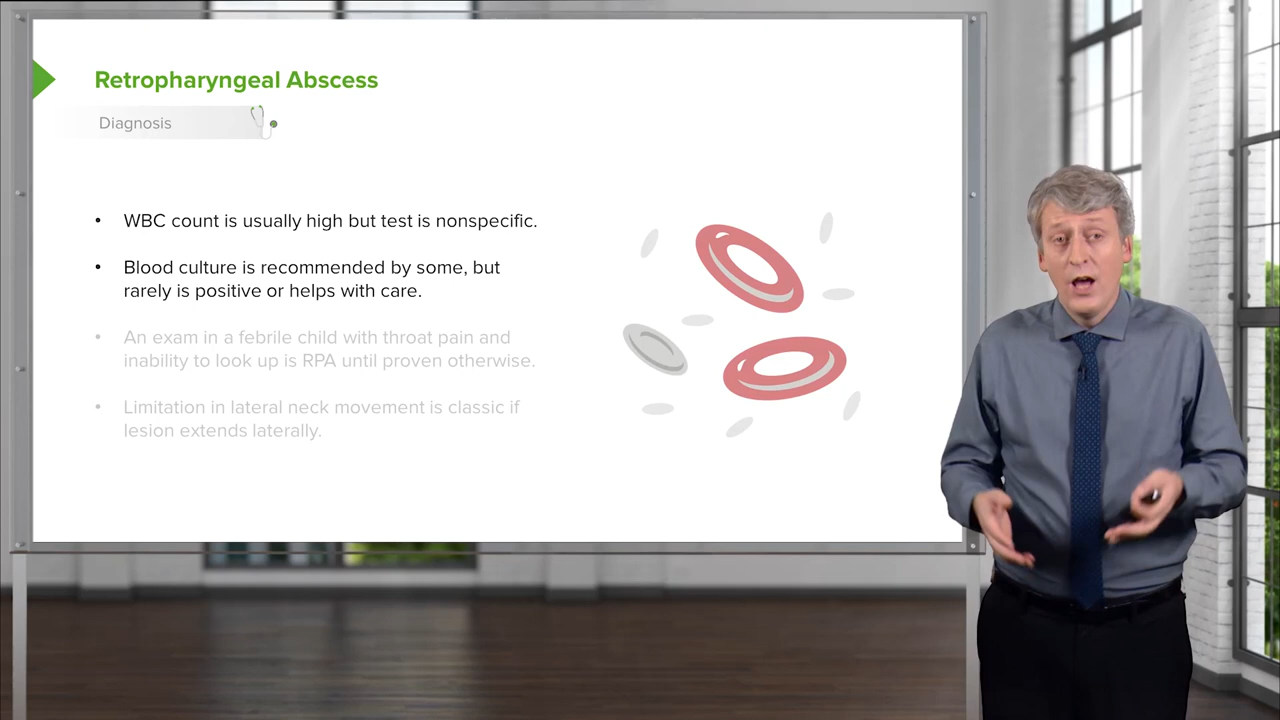 Retropharyngeal Abscess
Diagnosis
• WBC count is usually high but test is nonspecific.
• Blood culture is recommended by some, but
rarely is positive or helps with care.
• An exam in a febrile child with throat pain and
inability to look up is RPA until proven otherwise.
• Limitation in lateral neck movement is classic if
lesion extends laterally.